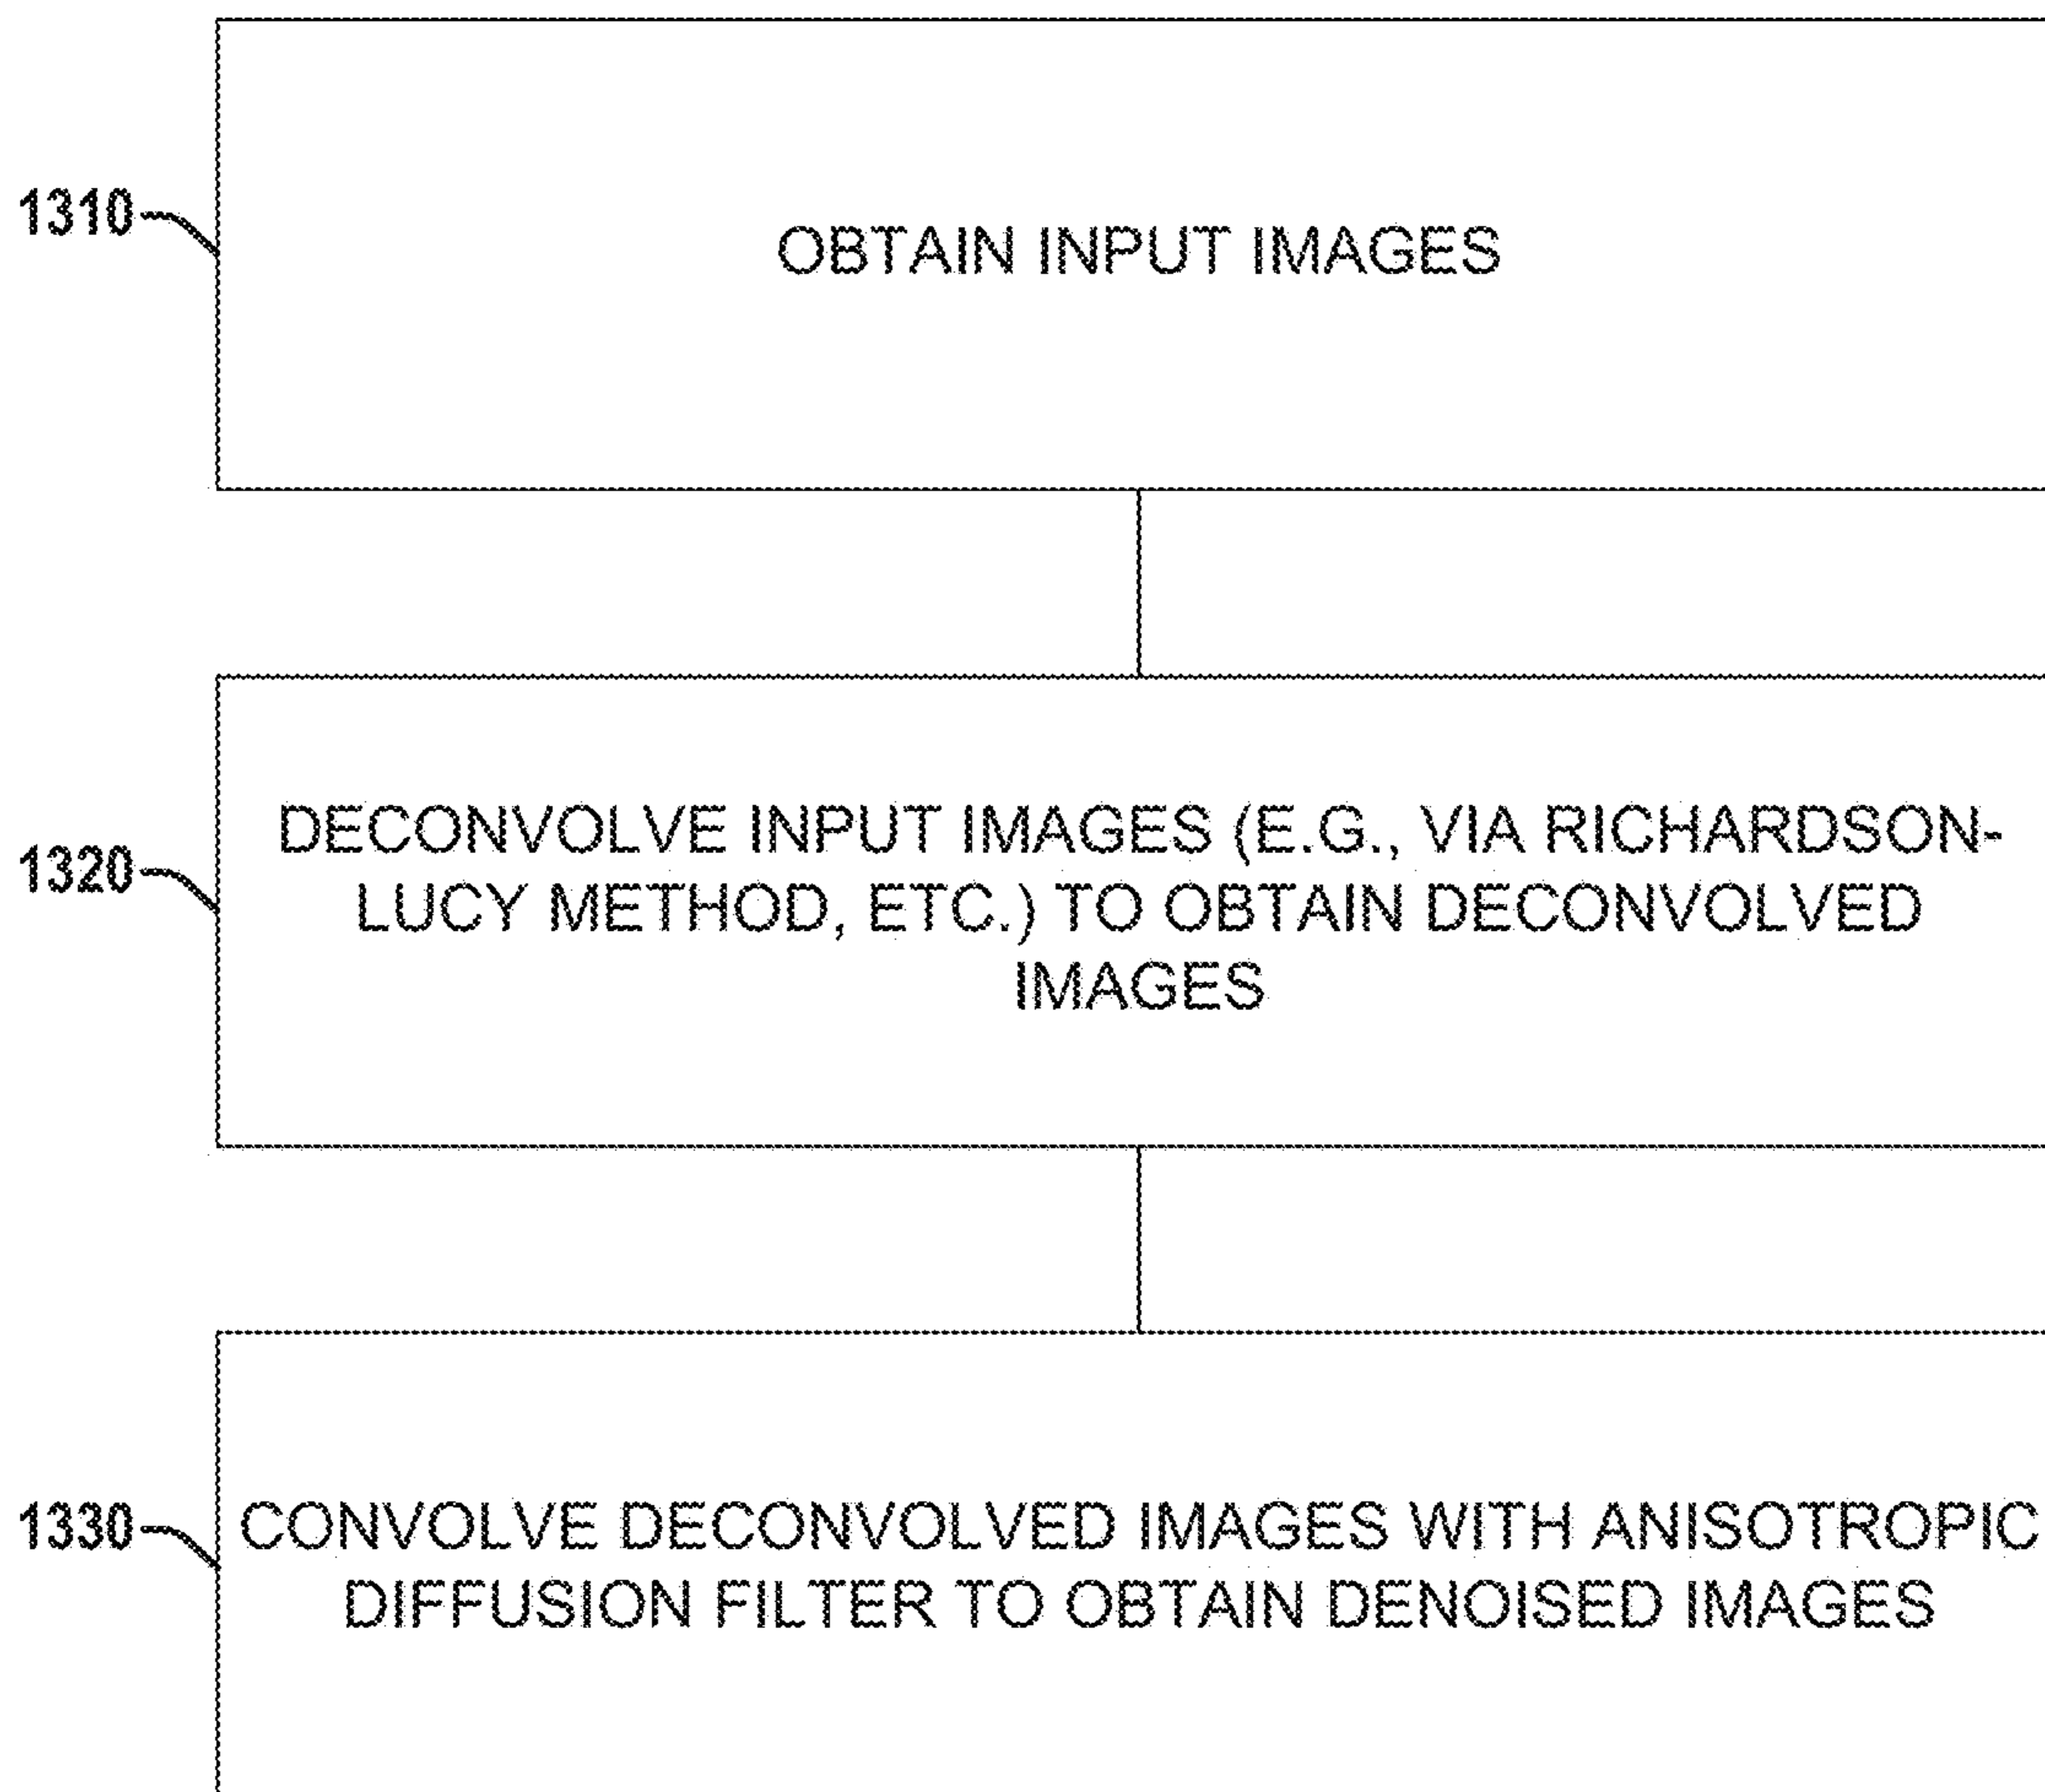 1310
OBTAIN INPUT IMAGES
1320
DECONVOLVE INPUT IMAGES (E.G., VIA RICHARDSON-
LUCY METHOD, ETC.) TO OBTAIN DECONVOLVED
IMAGES
1330
CONVOLVE DECONVOLVED IMAGES WITH ANISOTROPIC
DIFFUSION FILTER TO OBTAIN DENOISED IMAGES